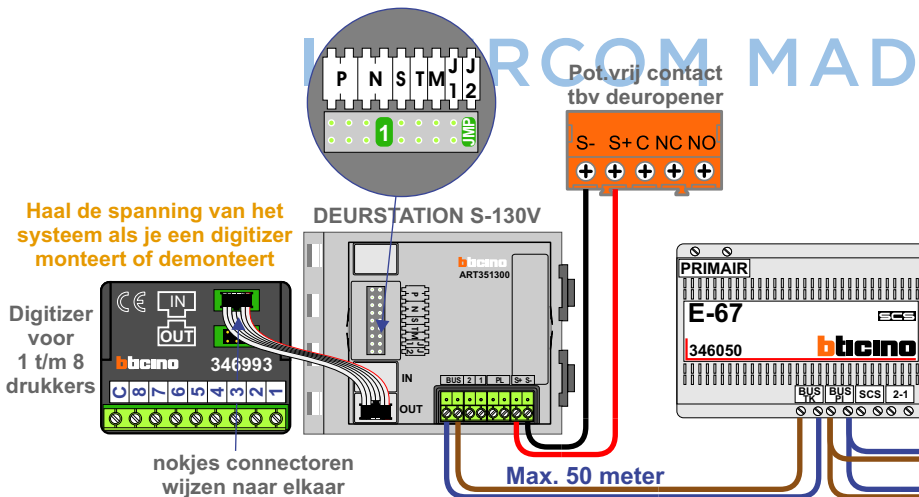 INTERCOM MAD
P N S T M J1 J2
1 JMP
Pot.vrij contact
tbv deuropener
S- S+ C NC NO
Haal de spanning van het
systeem als je een digitizer
monteert of demonteert
DEURSTATION S-130V
bticino
ART351300
P N S T M J1 J2
IN
OUT
BUS 2 1 PL S+ S-
Digitizer
voor
1 t/m 8
drukkers
CE IN
OUT
bticino 346993
C 8 7 6 5 4 3 2 1
nokjes connectoren
wijzen naar elkaar
Max. 50 meter
PRIMAIR
E-67 SCS
346050 bticino
BUS TK BUS PI SCS 2-1